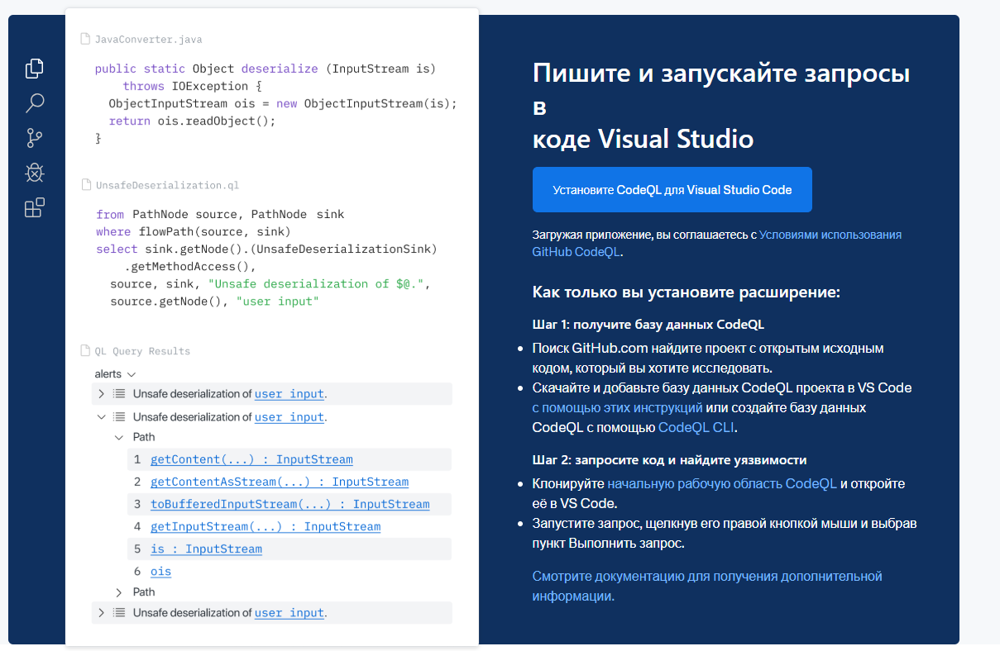 JavaConverter.java
public static Object deserialize (InputStream is)
throws IOException {
ObjectInputStream ois = new ObjectInputStream(is);
return ois.readObject();
}
UnsafeDeserialization.ql
from PathNode source, PathNode sink
where flowPath(source, sink)
select sink.getNode().(UnsafeDeserializationSink)
.getMethodAccess(),
source, sink, "Unsafe deserialization of $@.",
source.getNode(), "user input"
QL Query Results
alerts
Unsafe deserialization of user input.
Unsafe deserialization of user input.
Path
1 getContent(...) : InputStream
2 getContentAsStream(...) : InputStream
3 toBufferedInputStream(...) : InputStream
4 getInputStream(...) : InputStream
5 is : InputStream
6 ois
Path
Unsafe deserialization of user input.
Пишите и запускайте запросы
в
коде Visual Studio
Установите CodeQL для Visual Studio Code
Загружая приложение, вы соглашаетесь с Условиями использования
GitHub CodeQL.
Как только вы установите расширение:
Шаг 1: получите базу данных CodeQL
Поиск GitHub.com найдите проект с открытым исходным
кодом, который вы хотите исследовать.
Скачайте и добавьте базу данных CodeQL проекта в VS Code
с помощью этих инструкций или создайте базу данных
CodeQL с помощью CodeQL CLI.
Шаг 2: запросите код и найдите уязвимости
Клонируйте начальную рабочую область CodeQL и откройте
её в VS Code.
Запустите запрос, щелкнув его правой кнопкой мыши и выбрав
пункт Выполнить запрос.
Смотрите документацию для получения дополнительной
информации.